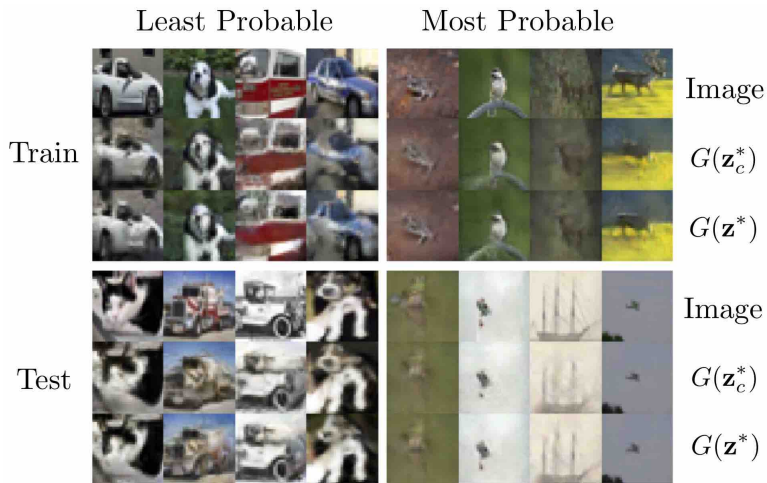 Least Probable Most Probable
Train
Image
G(z*_c)
G(z*)
Test
Image
G(z*_c)
G(z*)